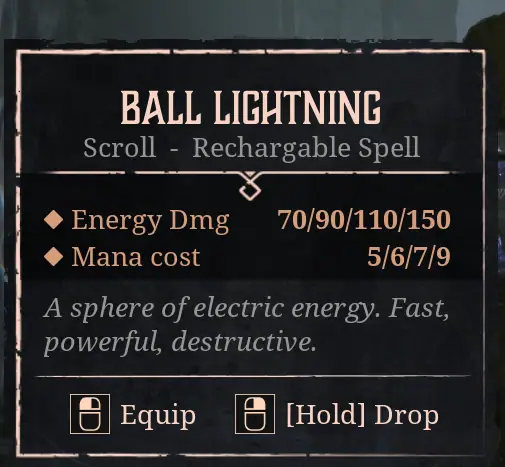 BALL LIGHTNING
Scroll - Rechargable Spell
Energy Dmg 70/90/110/150
Mana cost 5/6/7/9
A sphere of electric energy. Fast,
powerful, destructive.
Equip [Hold] Drop